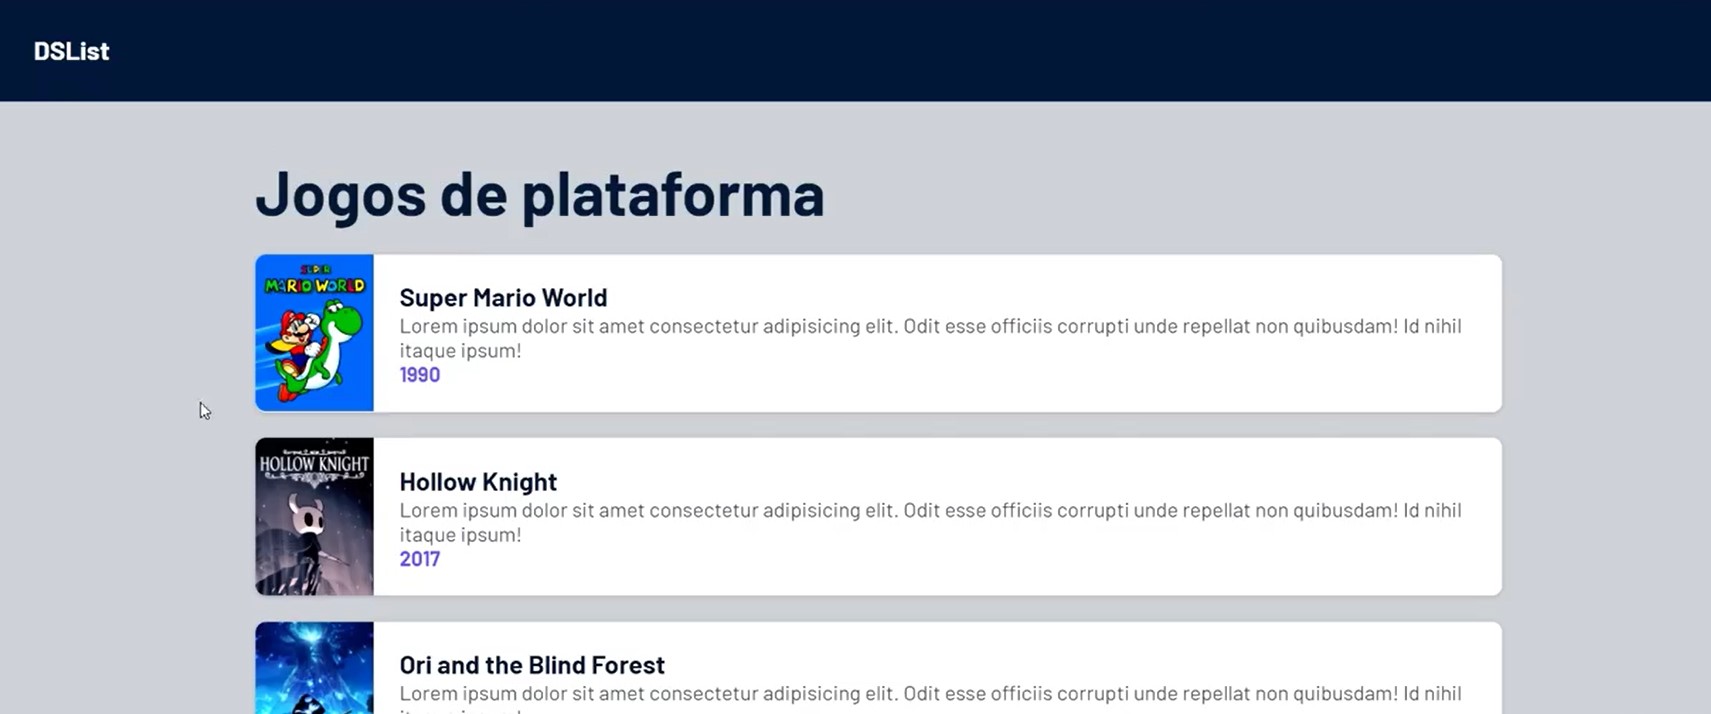 DSList
Jogos de plataforma
SUPER
MARIO WORLD
Super Mario World
Lorem ipsum dolor sit amet consectetur adipisicing elit. Odit esse officiis corrupti unde repellat non quibusdam! Id nihil
itaque ipsum!
1990
HOLLOW KNIGHT
Hollow Knight
Lorem ipsum dolor sit amet consectetur adipisicing elit. Odit esse officiis corrupti unde repellat non quibusdam! Id nihil
itaque ipsum!
2017
Ori and the Blind Forest
Lorem ipsum dolor sit amet consectetur adipisicing elit. Odit esse officiis corrupti unde repellat non quibusdam! Id nihil